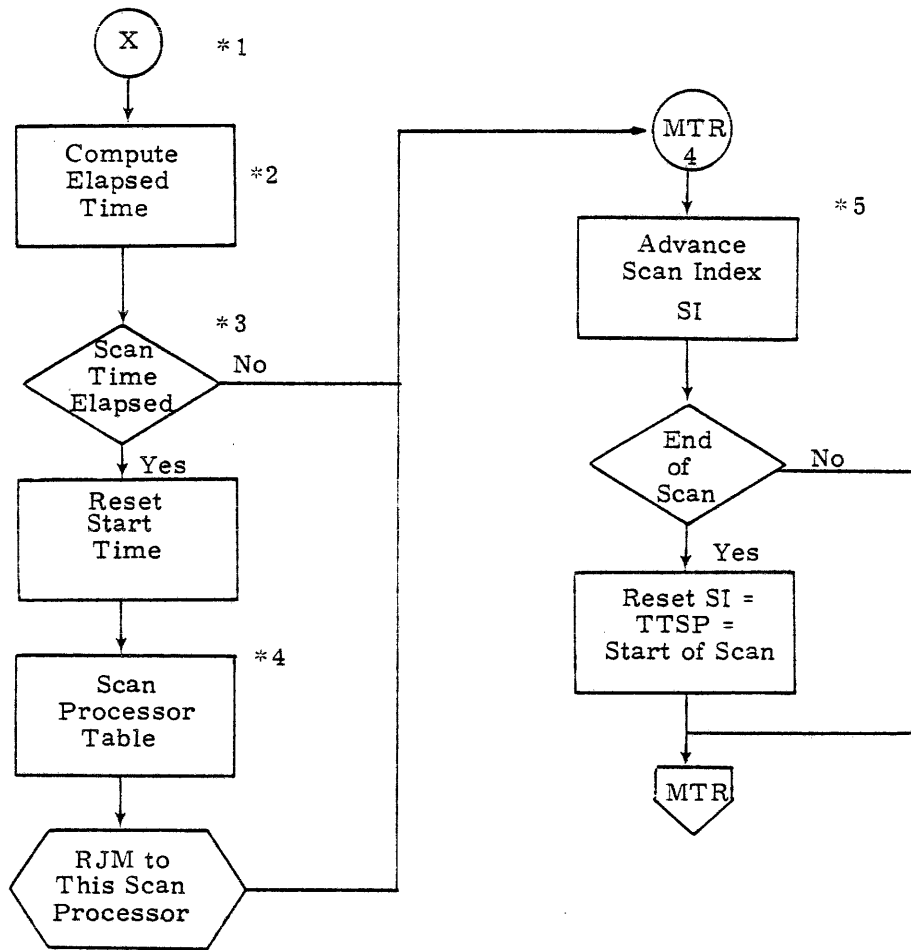 X
*1
Compute
Elapsed
Time
*2
*3
Scan
Time
Elapsed
No
Yes
Reset
Start
Time
*4
Scan
Processor
Table
RJM to
This Scan
Processor
MTR
4
*5
Advance
Scan Index
SI
End
of
Scan
No
Yes
Reset SI =
TTSP =
Start of Scan
MTR